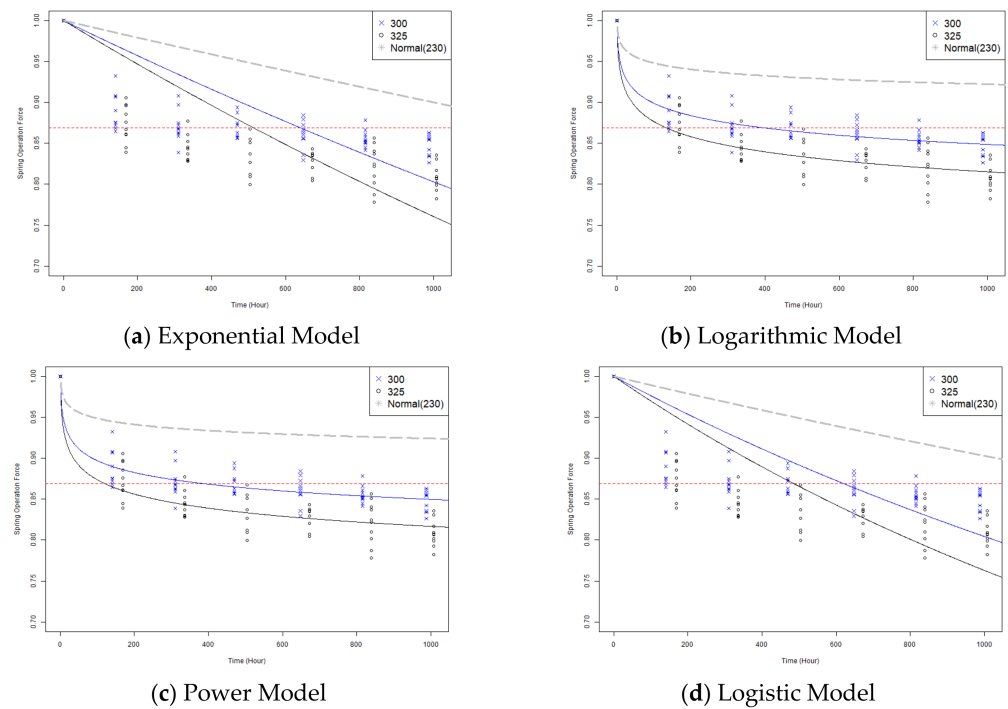 1.00
0.95
0.90
0.85
0.80
0.75
0.70
Spring Operation Force
300
325
Normal(230)
0 200 400 600 800 1000
Time (Hour)
(a) Exponential Model
1.00
0.95
0.90
0.85
0.80
0.75
0.70
Spring Operation Force
300
325
Normal(230)
0 200 400 600 800 1000
Time (Hour)
(b) Logarithmic Model
1.00
0.95
0.90
0.85
0.80
0.75
0.70
Spring Operation Force
300
325
Normal(230)
0 200 400 600 800 1000
Time (Hour)
(c) Power Model
1.00
0.95
0.90
0.85
0.80
0.75
0.70
Spring Operation Force
300
325
Normal(230)
0 200 400 600 800 1000
Time (Hour)
(d) Logistic Model